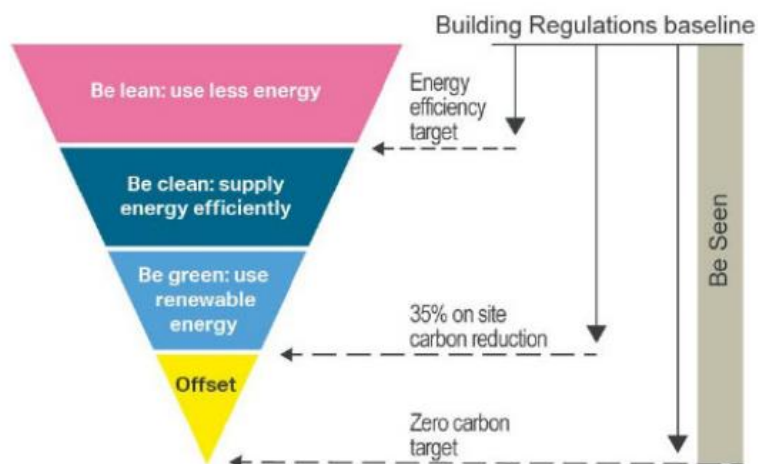 Building Regulations baseline
Be lean: use less energy
Energy
efficiency
target
Be clean: supply
energy efficiently
Be green: use
renewable
energy
35% on site
carbon reduction
Offset
Zero carbon
target
Be Seen